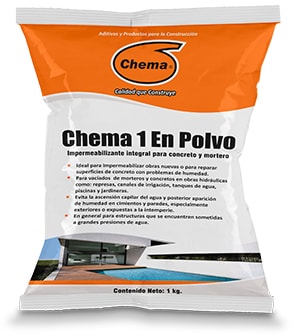 Aditivos y Productos para la Construcción
Chema®
Calidad que Construye
Chema 1 En Polvo
Impermeabilizante integral para concreto y mortero
• Ideal para impermeabilizar obras nuevas o para reparar
superficies de concreto con problemas de humedad.
• Para vaciados de morteros y concretos en obras hidráulicas
como: represas, canales de irrigación, tanques de agua,
piscinas y jardineras.
• Evita la ascensión capilar del agua y posterior aparición
de humedad en cimientos y paredes, especialmente
exteriores o expuestas a la intemperie.
• En general para estructuras que se encuentren sometidas
a grandes presiones de agua.
Contenido Neto: 1 kg.